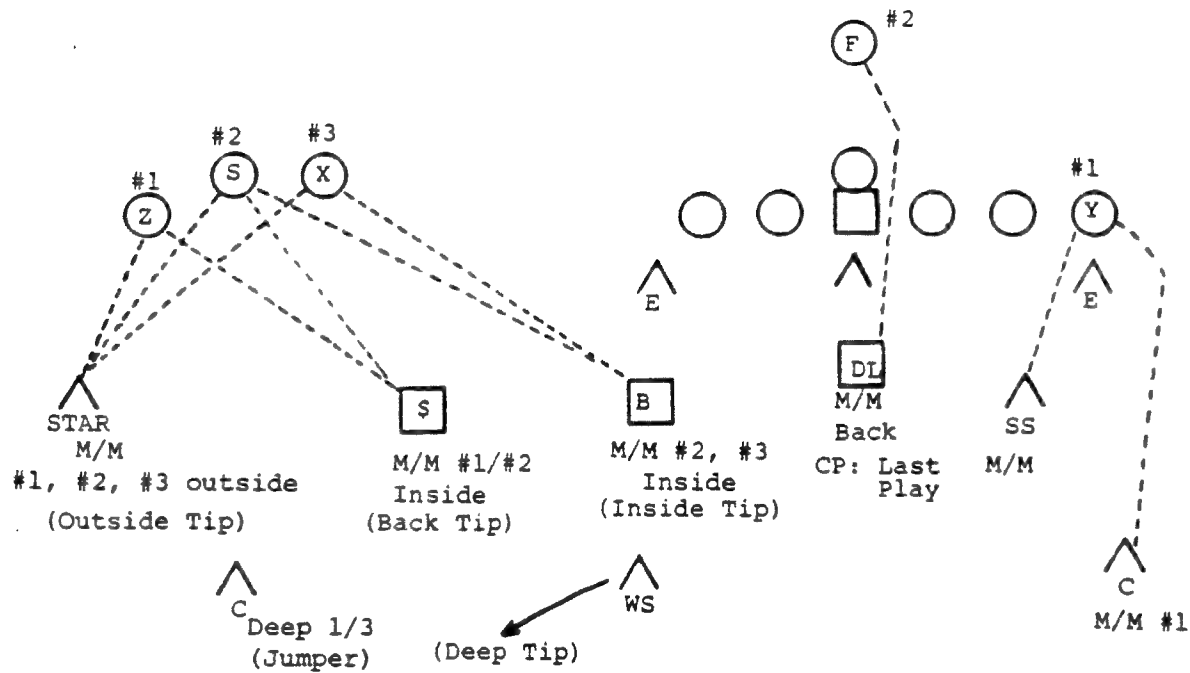 #2
F
#2
#3
#1
S
X
#1
Z
Y
E
E
DL
STAR
M/M
#1, #2, #3 outside
(Outside Tip)
$
M/M #1/#2
Inside
(Back Tip)
B
M/M #2, #3
Inside
(Inside Tip)
M/M
Back
CP: Last
Play
SS
M/M
C
Deep 1/3
(Jumper)
WS
(Deep Tip)
C
M/M #1